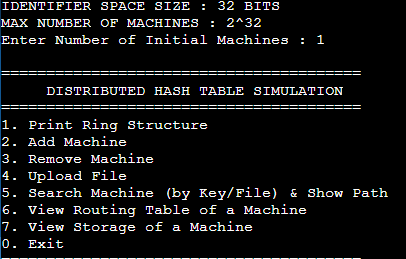 IDENTIFIER SPACE SIZE : 32 BITS
MAX NUMBER OF MACHINES : 2^32
Enter Number of Initial Machines : 1
========================================
DISTRIBUTED HASH TABLE SIMULATION
========================================
1. Print Ring Structure
2. Add Machine
3. Remove Machine
4. Upload File
5. Search Machine (by Key/File) & Show Path
6. View Routing Table of a Machine
7. View Storage of a Machine
0. Exit
========================================